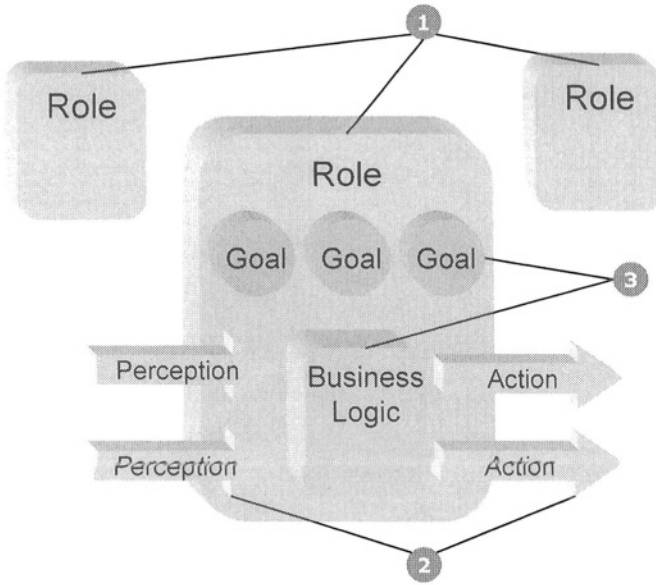 1
Role
Role
Role
Goal Goal Goal
3
Perception
Business
Logic
Action
Perception
Action
2